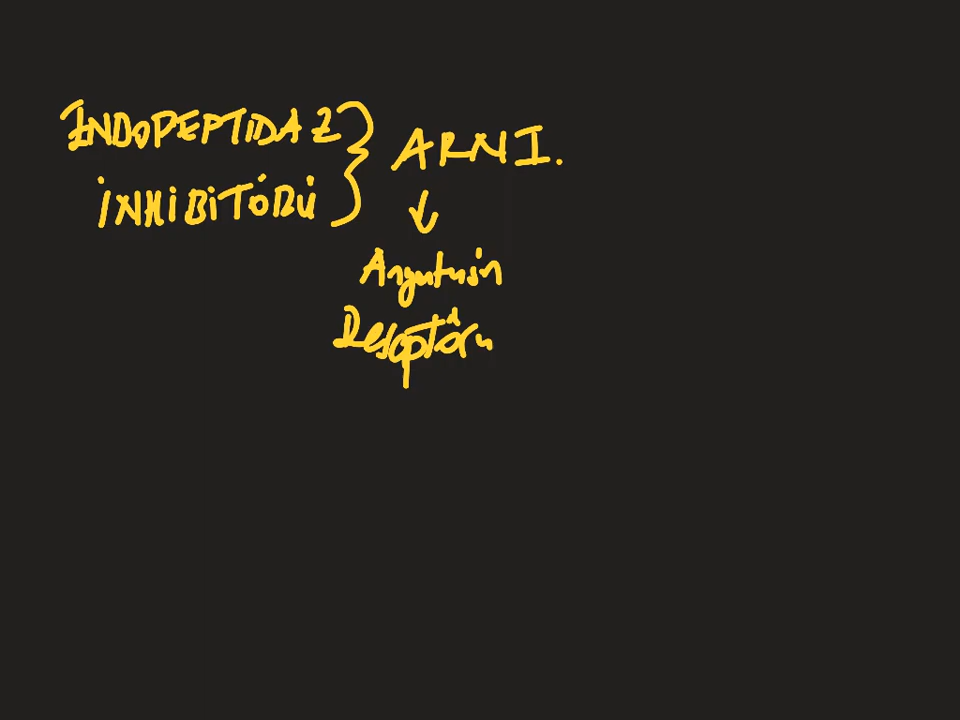 İNDOPEPTİDAZ
İNHİBİTÖRÜ
ARNI.
Anjiotensin
Reseptörü